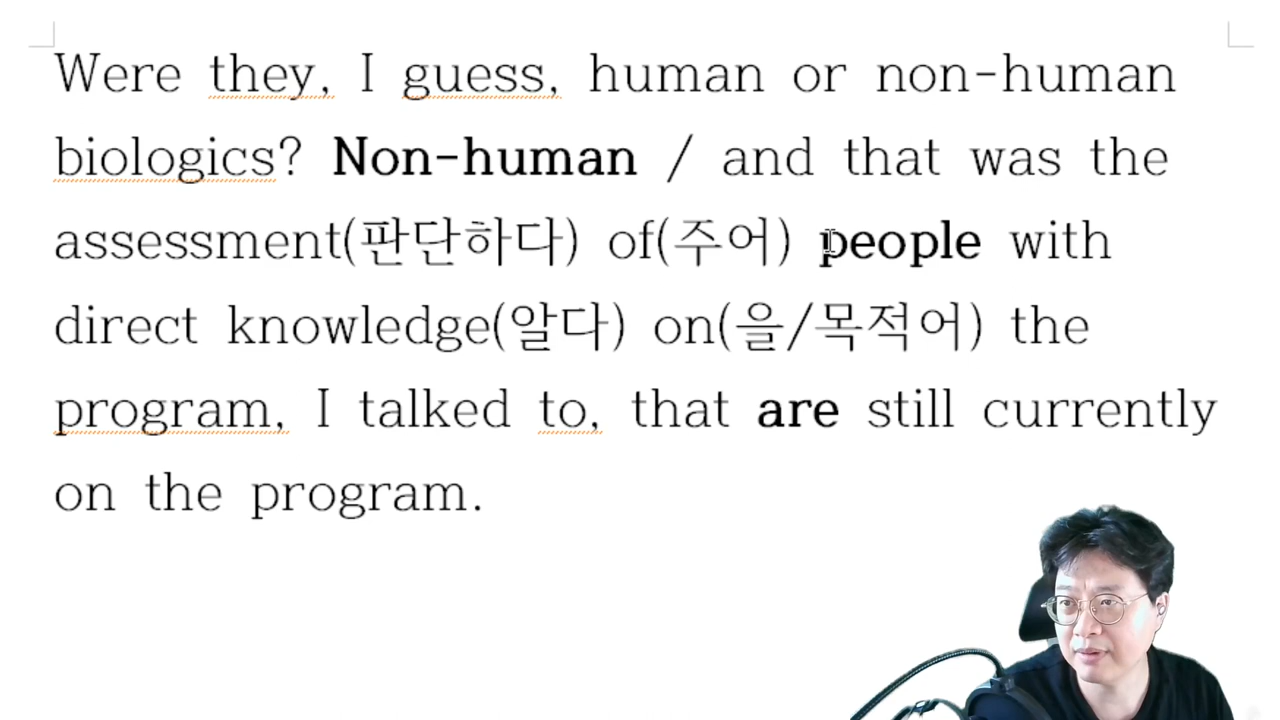 Were they, I guess, human or non-human
biologics? Non-human / and that was the
assessment(판단하다) of(주어) people with
direct knowledge(알다) on(을/목적어) the
program, I talked to, that are still currently
on the program.